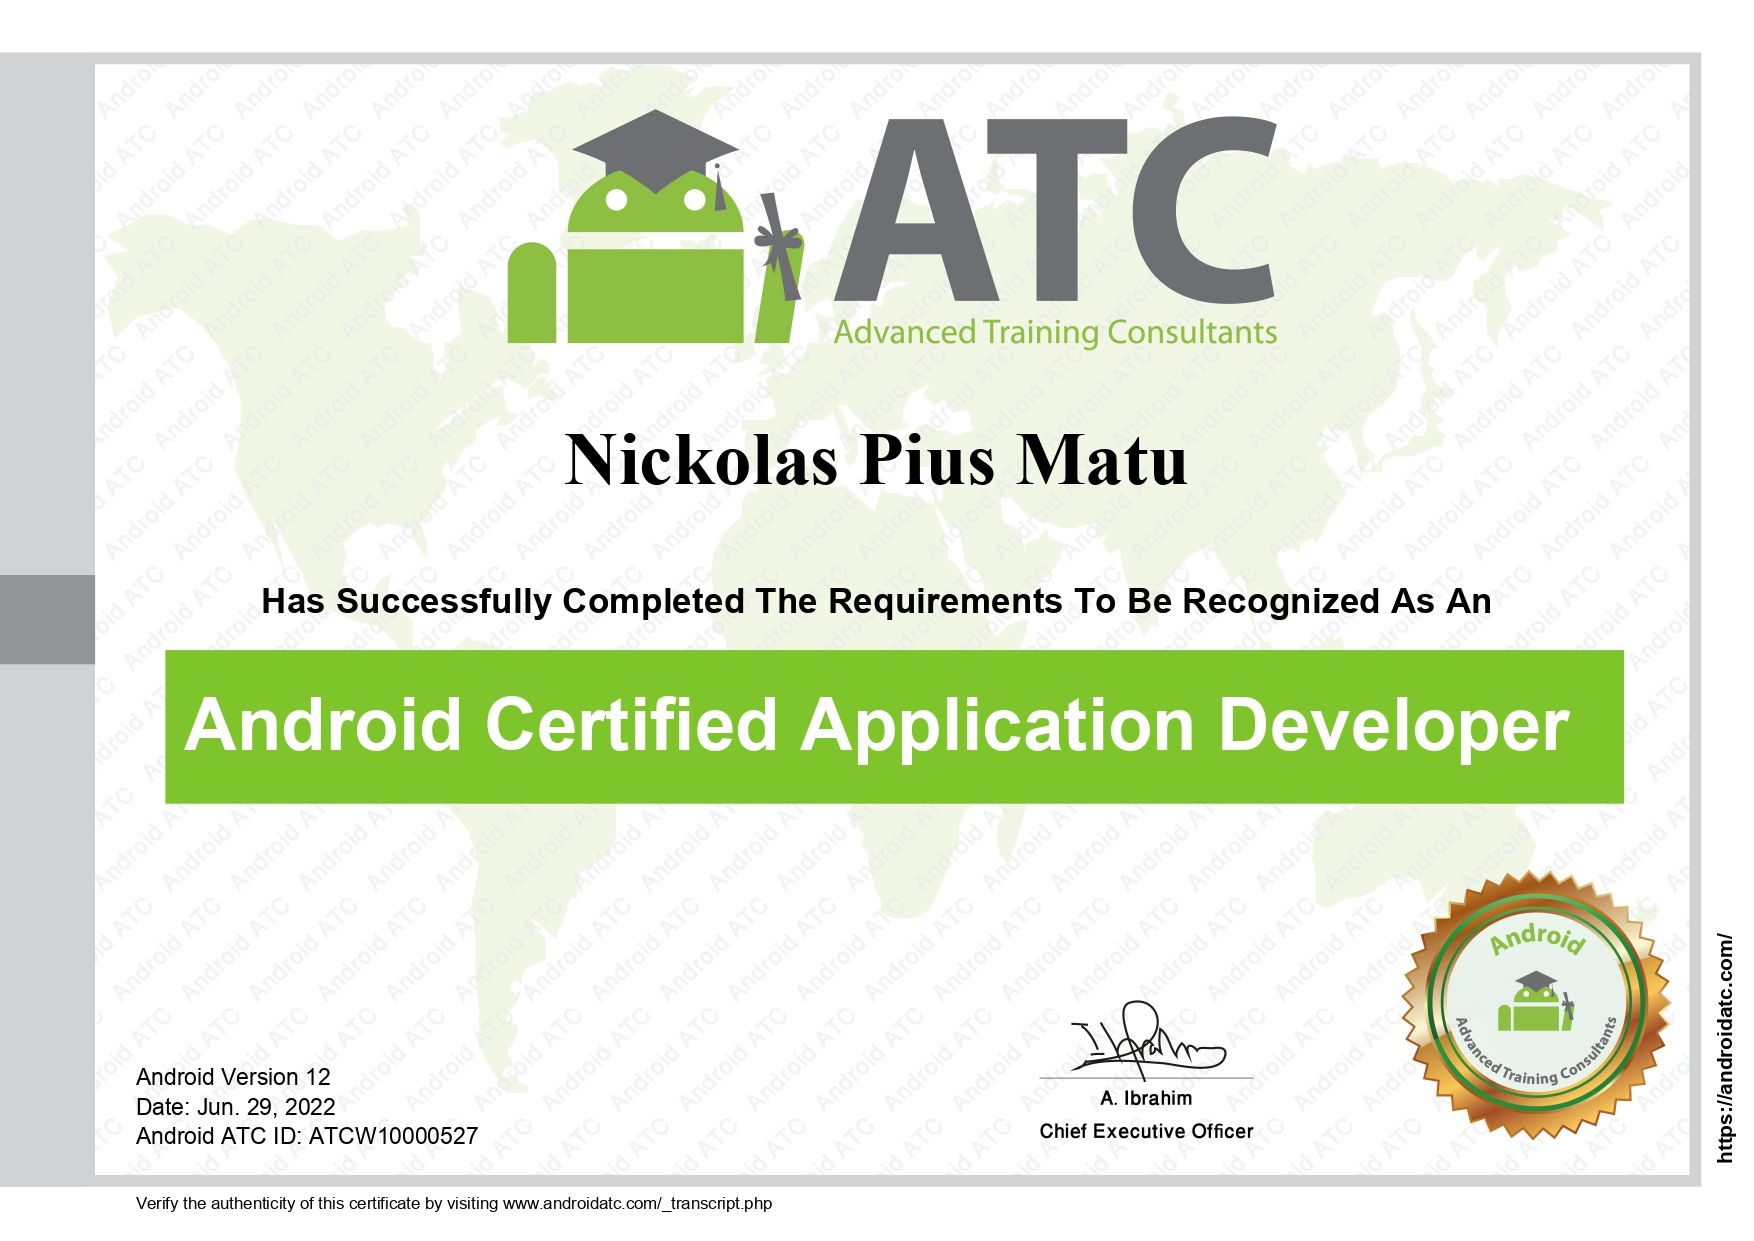 ATC
Advanced Training Consultants
Nickolas Pius Matu
Has Successfully Completed The Requirements To Be Recognized As An
Android Certified Application Developer
Android
Advanced Training Consultants
Android Version 12
Date: Jun. 29, 2022
Android ATC ID: ATCW10000527
A. Ibrahim
Chief Executive Officer
https://androidatc.com/
Verify the authenticity of this certificate by visiting www.androidatc.com/_transcript.php
Android ATC